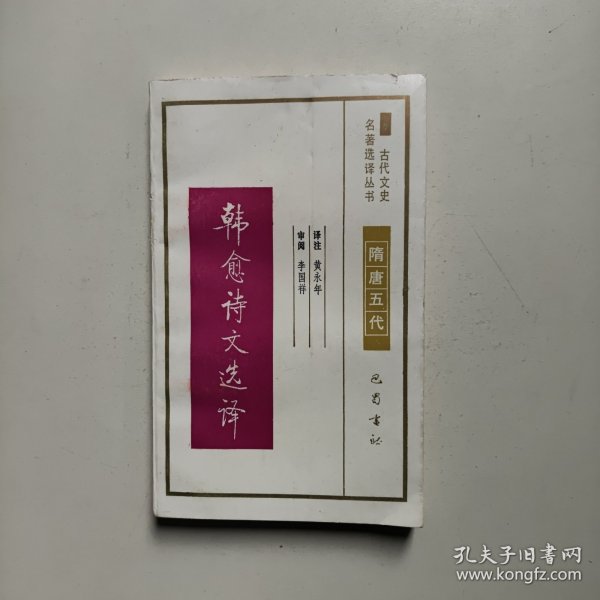 古代文史
名著选译丛书
隋唐五代
巴蜀书社
译注 黄永年
审阅 李国祥
韩愈诗文选译
孔夫子旧书网
www.kongfz.com